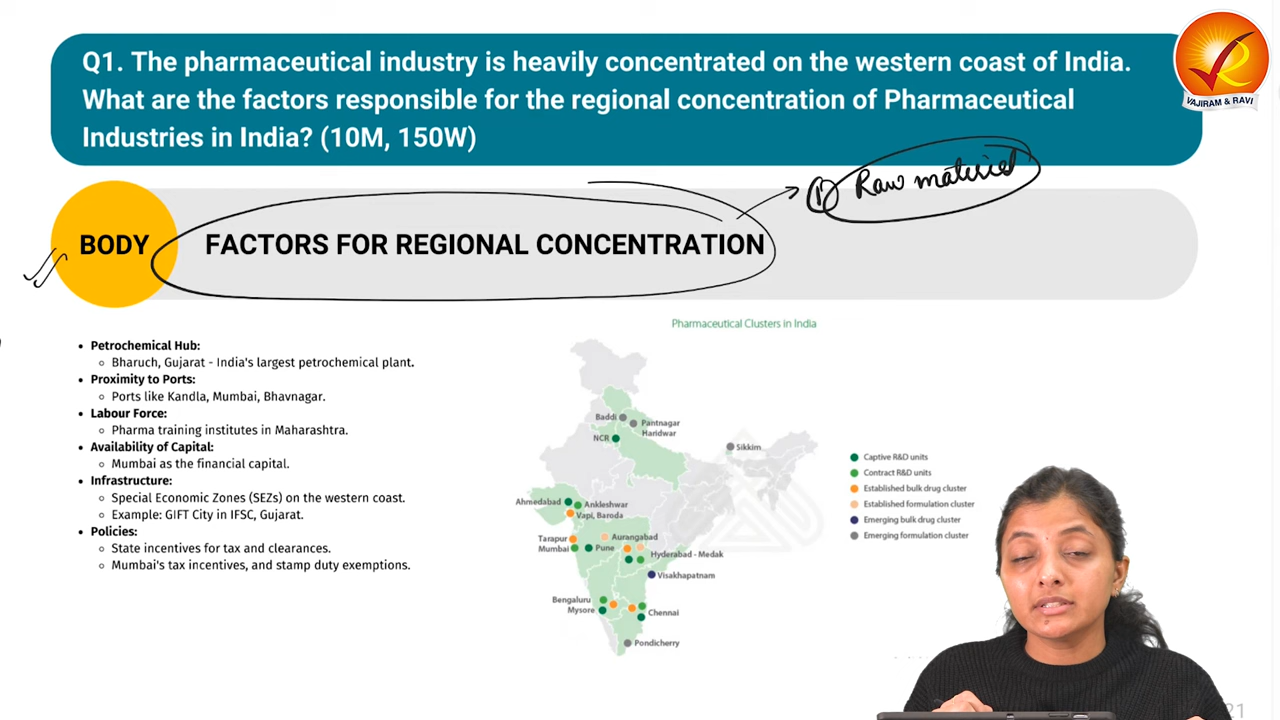 Q1. The pharmaceutical industry is heavily concentrated on the western coast of India.
What are the factors responsible for the regional concentration of Pharmaceutical
Industries in India? (10M, 150W)
VAJIRAM & RAVI
① Raw material
BODY
FACTORS FOR REGIONAL CONCENTRATION
• Petrochemical Hub:
○ Bharuch, Gujarat - India's largest petrochemical plant.
• Proximity to Ports:
○ Ports like Kandla, Mumbai, Bhavnagar.
• Labour Force:
○ Pharma training institutes in Maharashtra.
• Availability of Capital:
○ Mumbai as the financial capital.
• Infrastructure:
○ Special Economic Zones (SEZs) on the western coast.
○ Example: GIFT City in IFSC, Gujarat.
• Policies:
○ State incentives for tax and clearances.
○ Mumbai's tax incentives, and stamp duty exemptions.
Pharmaceutical Clusters in India
Baddi
Pantnagar
Haridwar
NCR
Sikkim
Ahmedabad
Ankleshwar
Vapi, Baroda
Tarapur
Aurangabad
Mumbai
Pune
Hyderabad - Medak
Visakhapatnam
Bengaluru
Mysore
Chennai
Pondicherry
Captive R&D units
Contract R&D units
Established bulk drug cluster
Established formulation cluster
Emerging bulk drug cluster
Emerging formulation cluster
21